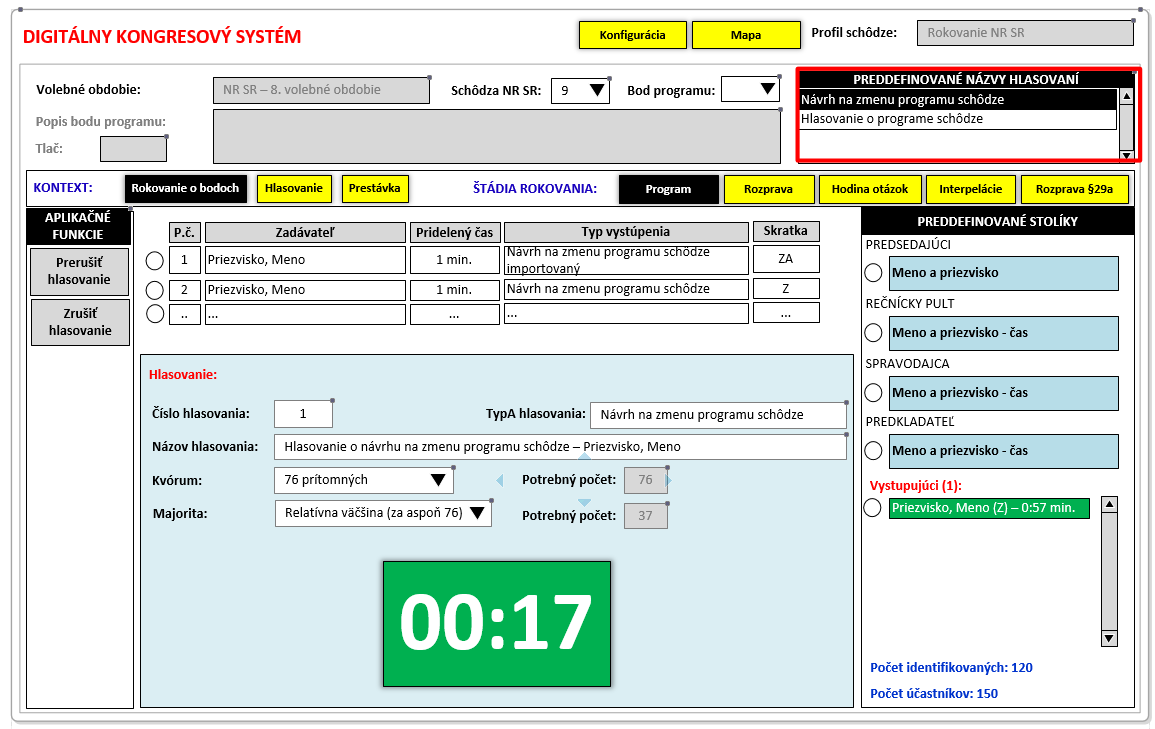 DIGITÁLNY KONGRESOVÝ SYSTÉM
Konfigurácia
Mapa
Profil schôdze:
Rokovanie NR SR
Volebné obdobie:
NR SR – 8. volebné obdobie
Schôdza NR SR:
9
Bod programu:
Popis bodu programu:
Tlač:
PREDDEFINOVANÉ NÁZVY HLASOVANÍ
Návrh na zmenu programu schôdze
Hlasovanie o programe schôdze
KONTEXT:
Rokovanie o bodoch
Hlasovanie
Prestávka
ŠTÁDIA ROKOVANIA:
Program
Rozprava
Hodina otázok
Interpelácie
Rozprava §29a
APLIKAČNÉ
FUNKCIE
Prerušiť
hlasovanie
Zrušiť
hlasovanie
P.č.
Zadávateľ
Pridelený čas
Typ vystúpenia
Skratka
1
Priezvisko, Meno
1 min.
Návrh na zmenu programu schôdze
importovaný
ZA
2
Priezvisko, Meno
1 min.
Návrh na zmenu programu schôdze
Z
..
...
...
...
...
Hlasovanie:
Číslo hlasovania:
1
TypA hlasovania:
Návrh na zmenu programu schôdze
Názov hlasovania:
Hlasovanie o návrhu na zmenu programu schôdze – Priezvisko, Meno
Kvórum:
76 prítomných
Potrebný počet:
76
Majorita:
Relatívna väčšina (za aspoň 76)
Potrebný počet:
37
00:17
PREDDEFINOVANÉ STOLÍKY
PREDSEDAJÚCI
Meno a priezvisko
REČNÍCKY PULT
Meno a priezvisko - čas
SPRAVODAJCA
Meno a priezvisko - čas
PREDKLADATEĽ
Meno a priezvisko - čas
Vystupujúci (1):
Priezvisko, Meno (Z) – 0:57 min.
Počet identifikovaných: 120
Počet účastníkov: 150